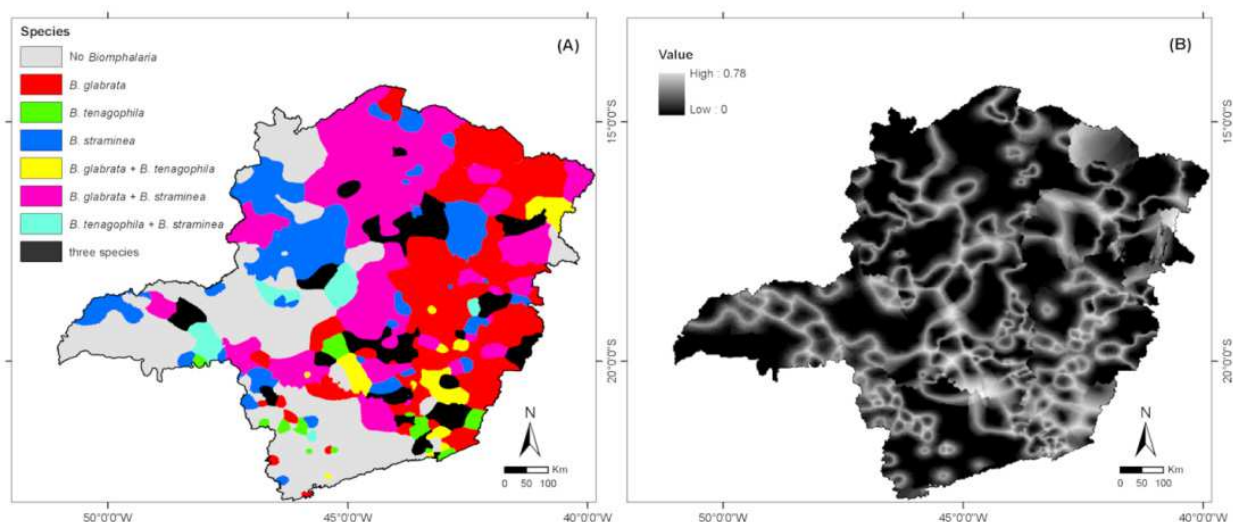 Species
(A)
No Biomphalaria
B. glabrata
B. tenagophila
B. straminea
B. glabrata + B. tenagophila
B. glabrata + B. straminea
B. tenagophila + B. straminea
three species
N
Km
0 50 100
15°0'0"S
20°0'0"S
50°0'0"W
45°0'0"W
40°0'0"W
(B)
Value
High : 0.78
Low : 0
N
Km
0 50 100
15°0'0"S
20°0'0"S
50°0'0"W
45°0'0"W
40°0'0"W